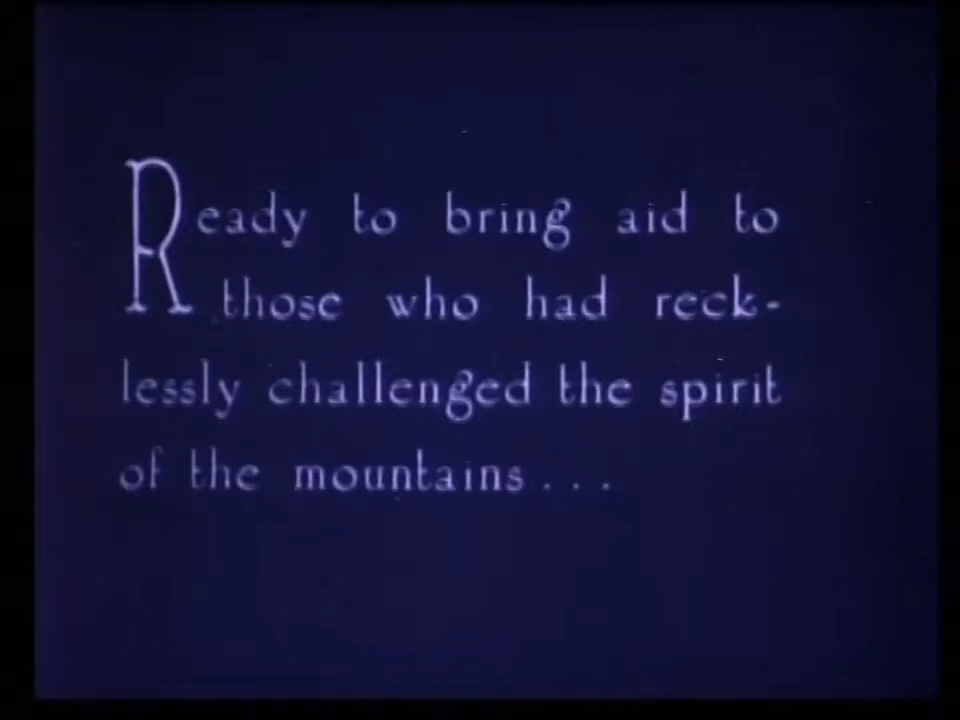 Ready to bring aid to
those who had reck-
lessly challenged the spirit
of the mountains...